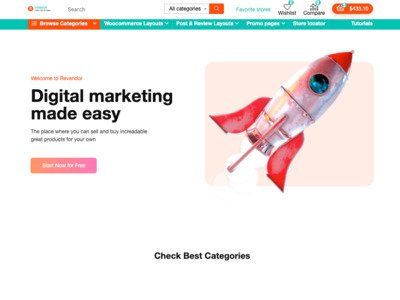 Search
All categories
Favorite stores
Wishlist
Compare
$433.10
Browse Categories
Woocommerce Layouts
Post & Review Layouts
Promo pages
Store locator
Tutorials
Welcome to Revendor
Digital marketing
made easy
The place where you can sell and buy increadable
great products for your own
Start Now for Free
Check Best Categories